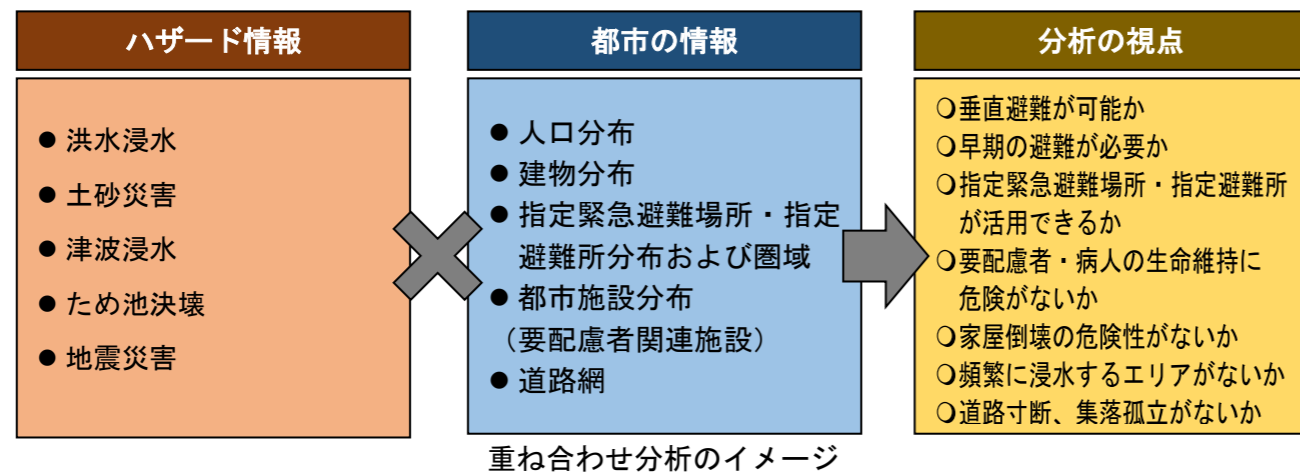 ハザード情報
● 洪水浸水
● 土砂災害
● 津波浸水
● ため池決壊
● 地震災害
都市の情報
● 人口分布
● 建物分布
● 指定緊急避難場所・指定
避難所分布および圏域
● 都市施設分布
（要配慮者関連施設）
● 道路網
分析の視点
○垂直避難が可能か
○早期の避難が必要か
○指定緊急避難場所・指定避難所
が活用できるか
○要配慮者・病人の生命維持に
危険がないか
○家屋倒壊の危険性がないか
○頻繁に浸水するエリアがないか
○道路寸断、集落孤立がないか
重ね合わせ分析のイメージ